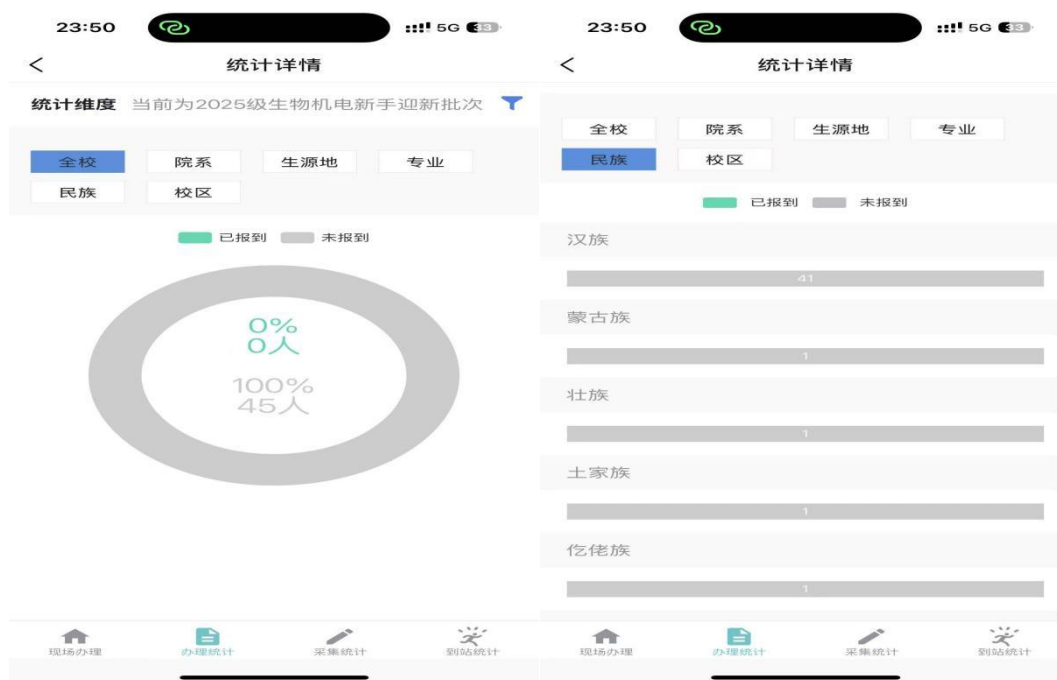 23:50
5G 33
统计详情
统计维度 当前为2025级生物机电新手迎新批次
全校 院系 生源地 专业
民族 校区
已报到 未报到
0%
0人
100%
45人
现场办理 办理统计 采集统计 到站统计
23:50
5G 33
统计详情
全校 院系 生源地 专业
民族 校区
已报到 未报到
汉族
41
蒙古族
1
壮族
1
土家族
1
仡佬族
1
现场办理 办理统计 采集统计 到站统计